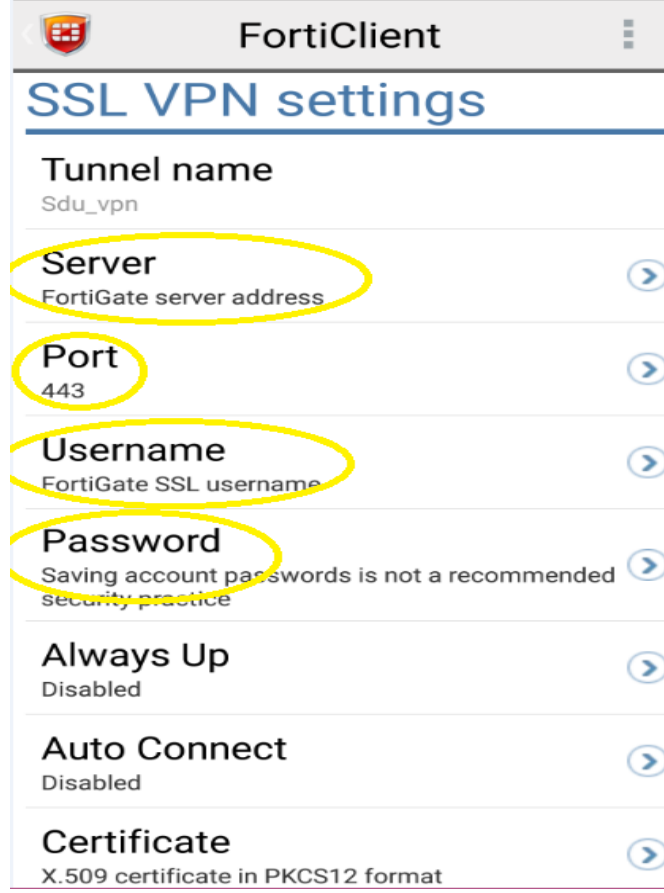 FortiClient
SSL VPN settings
Tunnel name
Sdu_vpn
Server
FortiGate server address
Port
443
Username
FortiGate SSL username
Password
Saving account passwords is not a recommended
security practice
Always Up
Disabled
Auto Connect
Disabled
Certificate
X.509 certificate in PKCS12 format